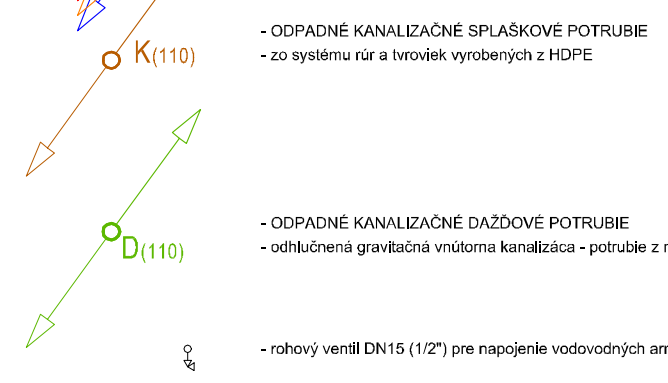 - ODPADNÉ KANALIZAČNÉ SPLAŠKOVÉ POTRUBIE
K(110)
- zo systému rúr a tvroviek vyrobených z HDPE
- ODPADNÉ KANALIZAČNÉ DAŽĎOVÉ POTRUBIE
D(110)
- odhlučnená gravitačná vnútorna kanalizáca - potrubie z
- rohový ventil DN15 (1/2") pre napojenie vodovodných